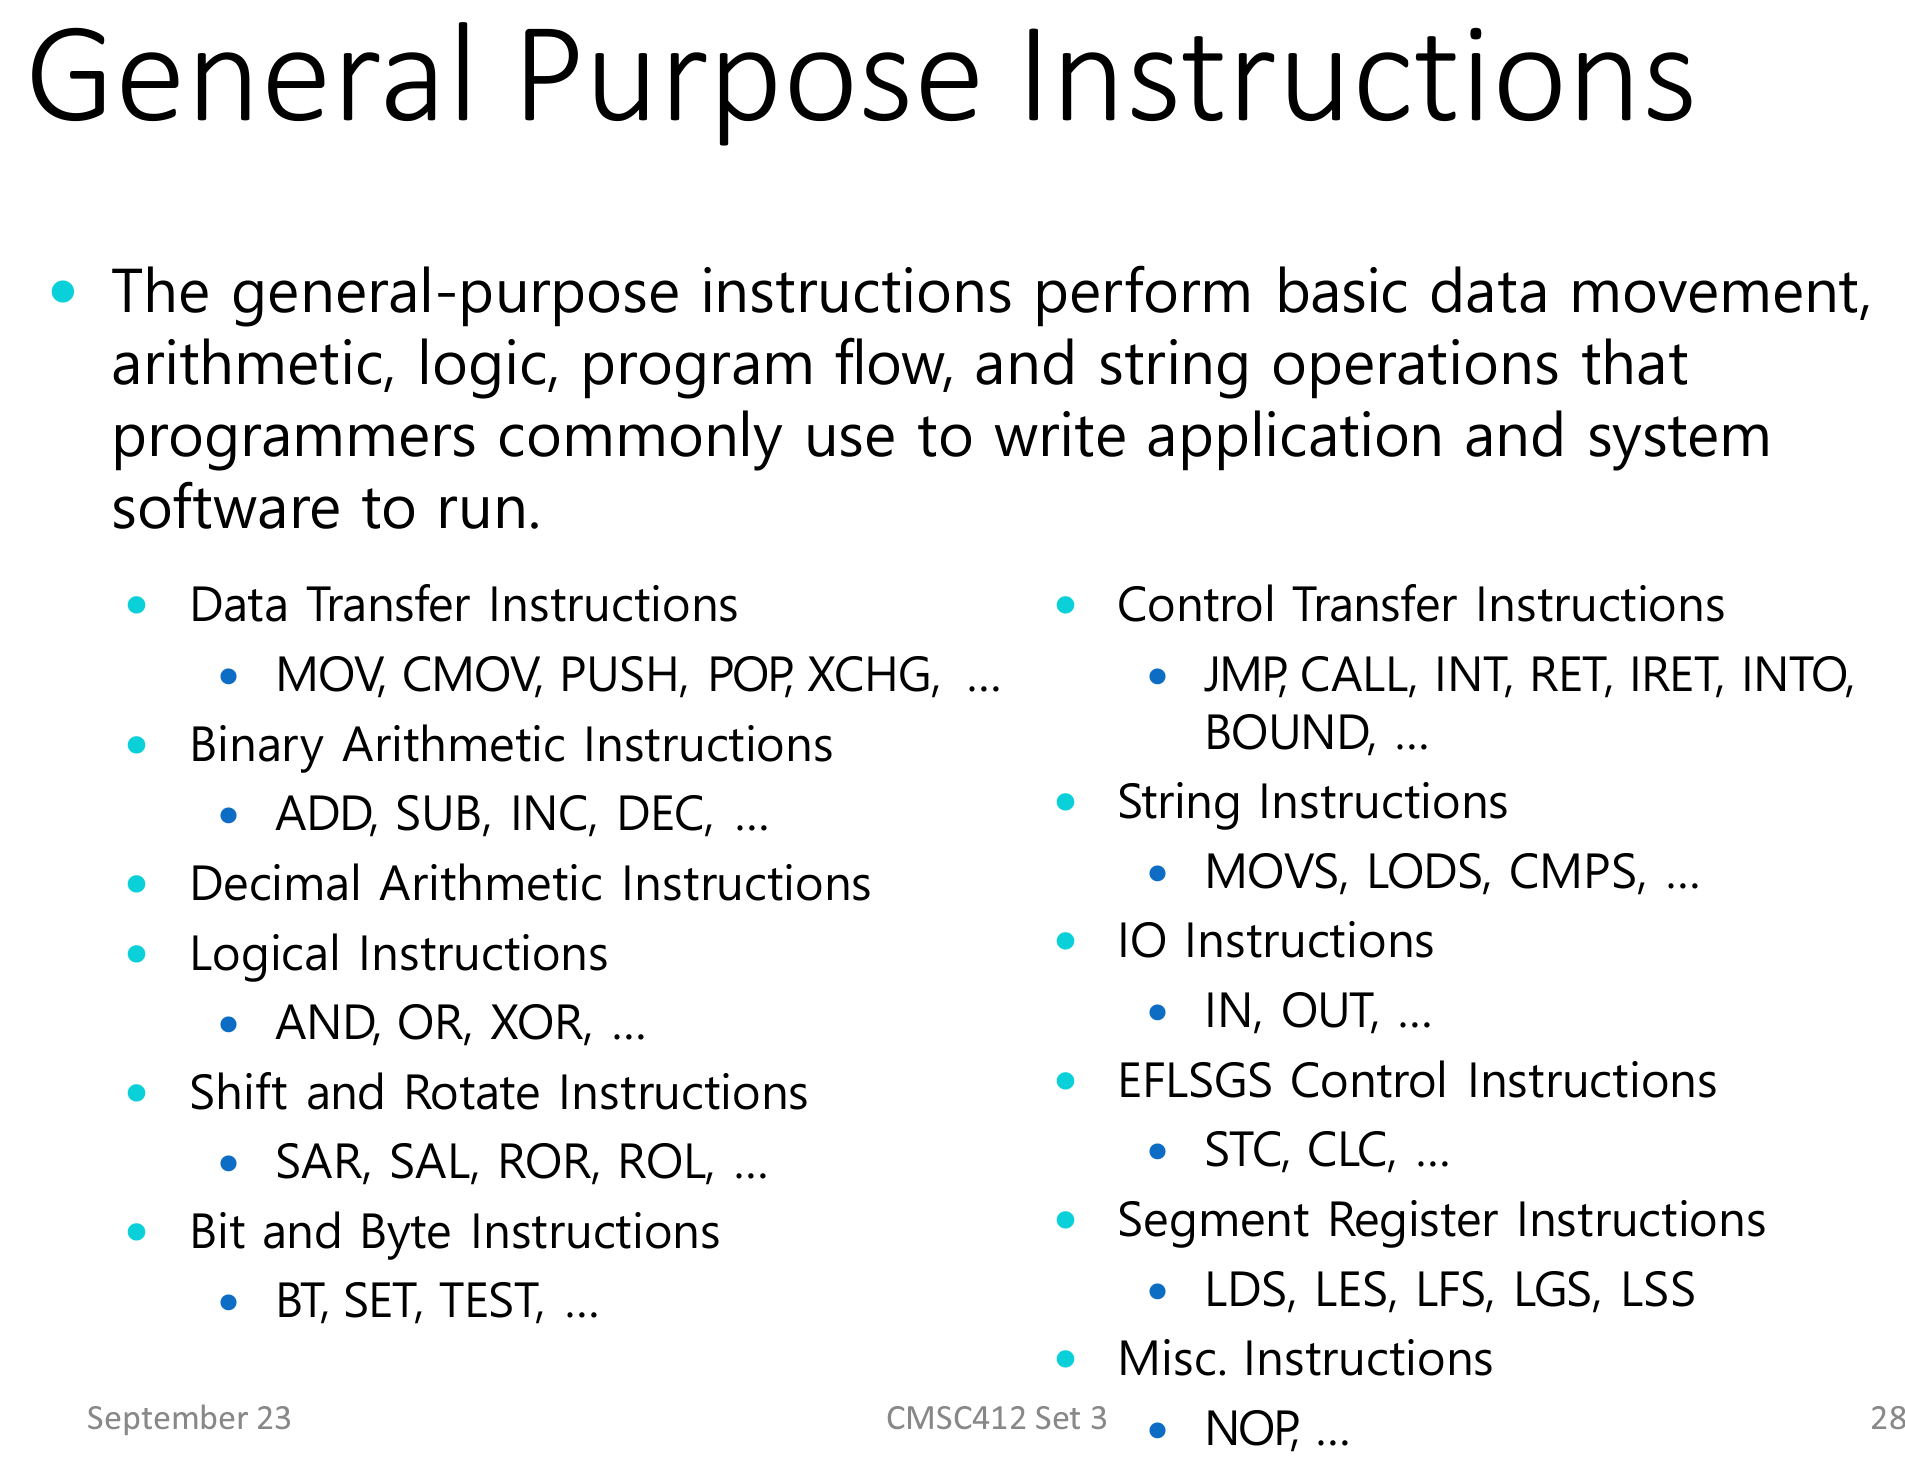 General Purpose Instructions
The general-purpose instructions perform basic data movement,
arithmetic, logic, program flow, and string operations that
programmers commonly use to write application and system
software to run.
Data Transfer Instructions
MOV, CMOV, PUSH, POP, XCHG, ...
Binary Arithmetic Instructions
ADD, SUB, INC, DEC, ...
Decimal Arithmetic Instructions
Logical Instructions
AND, OR, XOR, ...
Shift and Rotate Instructions
SAR, SAL, ROR, ROL, ...
Bit and Byte Instructions
BT, SET, TEST, ...
Control Transfer Instructions
JMP, CALL, INT, RET, IRET, INTO,
BOUND, ...
String Instructions
MOVS, LODS, CMPS, ...
IO Instructions
IN, OUT, ...
EFLSGS Control Instructions
STC, CLC, ...
Segment Register Instructions
LDS, LES, LFS, LGS, LSS
Misc. Instructions
NOP, ...
September 23
CMSC412 Set 3
28